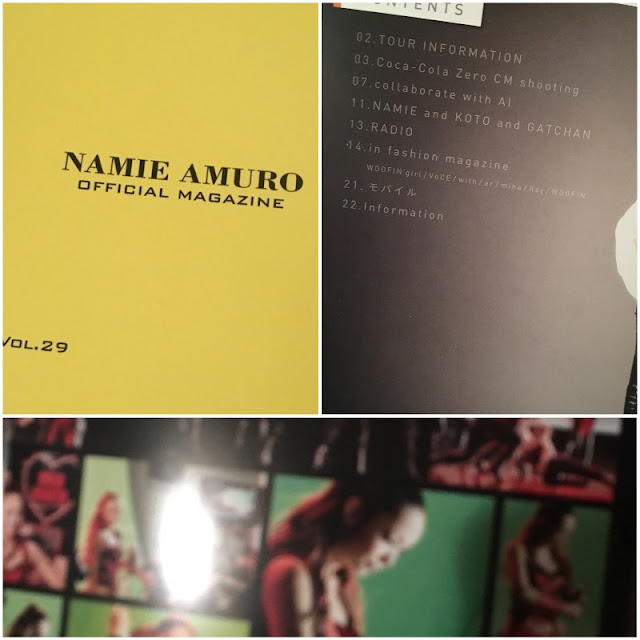 NAMIE AMURO
OFFICIAL MAGAZINE
VOL.29
CONTENTS
02.TOUR INFORMATION
03.Coca-Cola Zero CM shooting
07.collaborate with AI
11.NAMIE and KOTO and GATCHAN
13.RADIO
14.in fashion magazine
WOOFIN'girl/VoCE/with/ar/mina/Ray/WOOFIN'
21.モバイル
22.Information